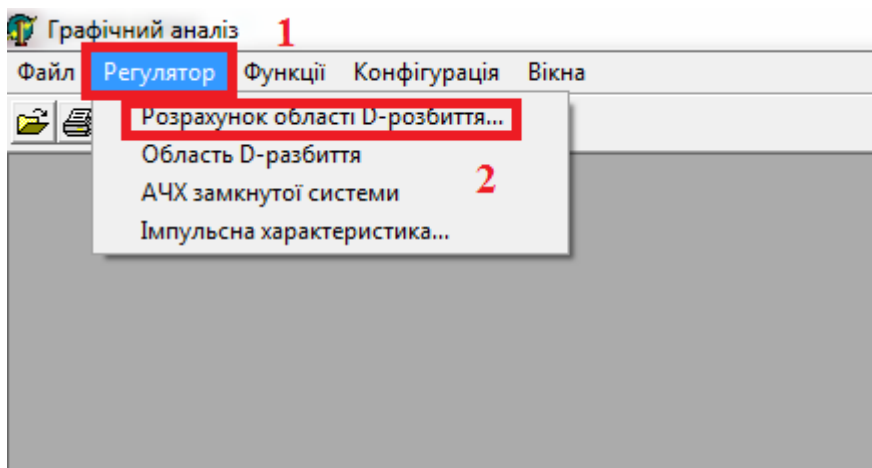 Графічний аналіз 1
Файл Регулятор Функції Конфігурація Вікна
Розрахунок області D-розбиття...
Область D-разбиття
АЧХ замкнутої системи 2
Імпульсна характеристика...